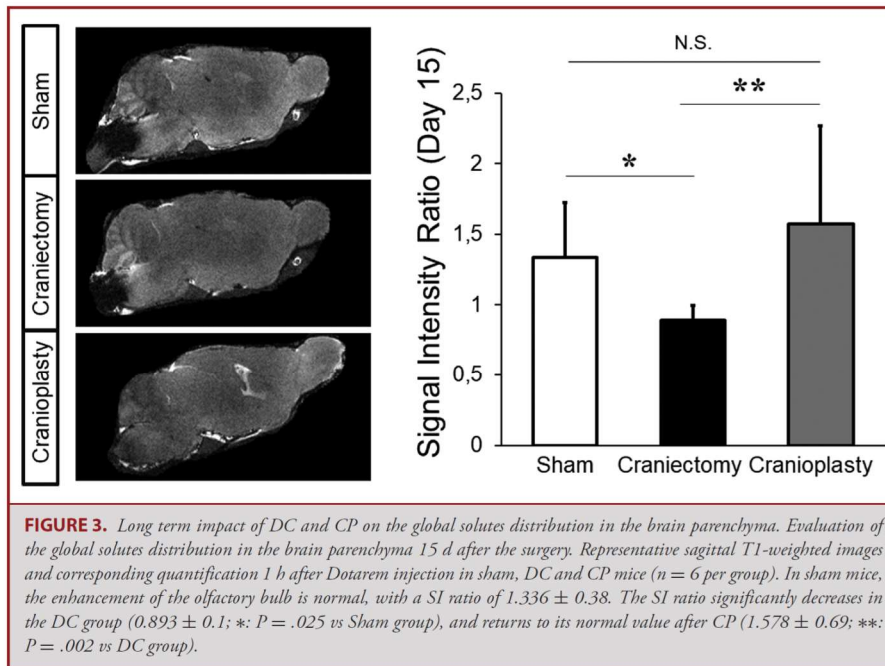 Sham
Craniectomy
Cranioplasty
Signal Intensity Ratio (Day 15)
N.S.
**
*
2,5
2
1,5
1
0,5
0
Sham Craniectomy Cranioplasty
FIGURE 3. Long term impact of DC and CP on the global solutes distribution in the brain parenchyma. Evaluation of
the global solutes distribution in the brain parenchyma 15 d after the surgery. Representative sagittal T1-weighted images
and corresponding quantification 1 h after Dotarem injection in sham, DC and CP mice (n = 6 per group). In sham mice,
the enhancement of the olfactory bulb is normal, with a SI ratio of 1.336 ± 0.38. The SI ratio significantly decreases in
the DC group (0.893 ± 0.1; *: P = .025 vs Sham group), and returns to its normal value after CP (1.578 ± 0.69; **:
P = .002 vs DC group).